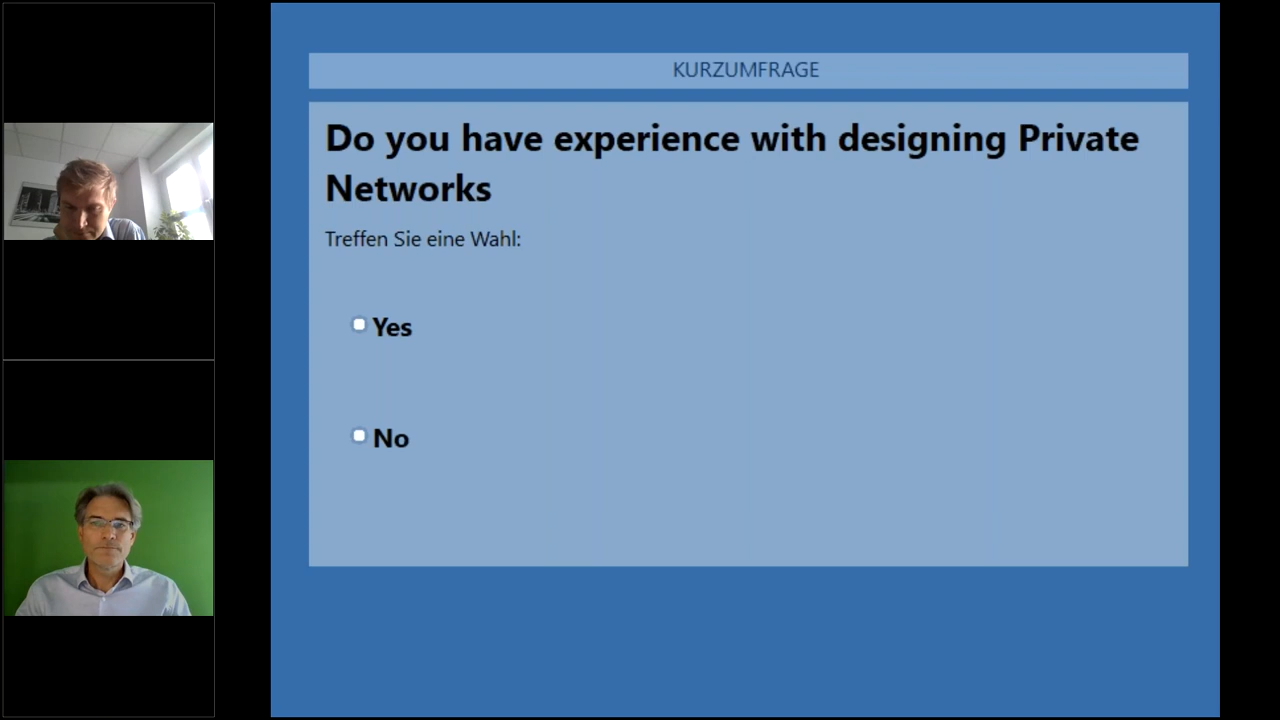 KURZUMFRAGE
Do you have experience with designing Private
Networks
Treffen Sie eine Wahl:
Yes
No